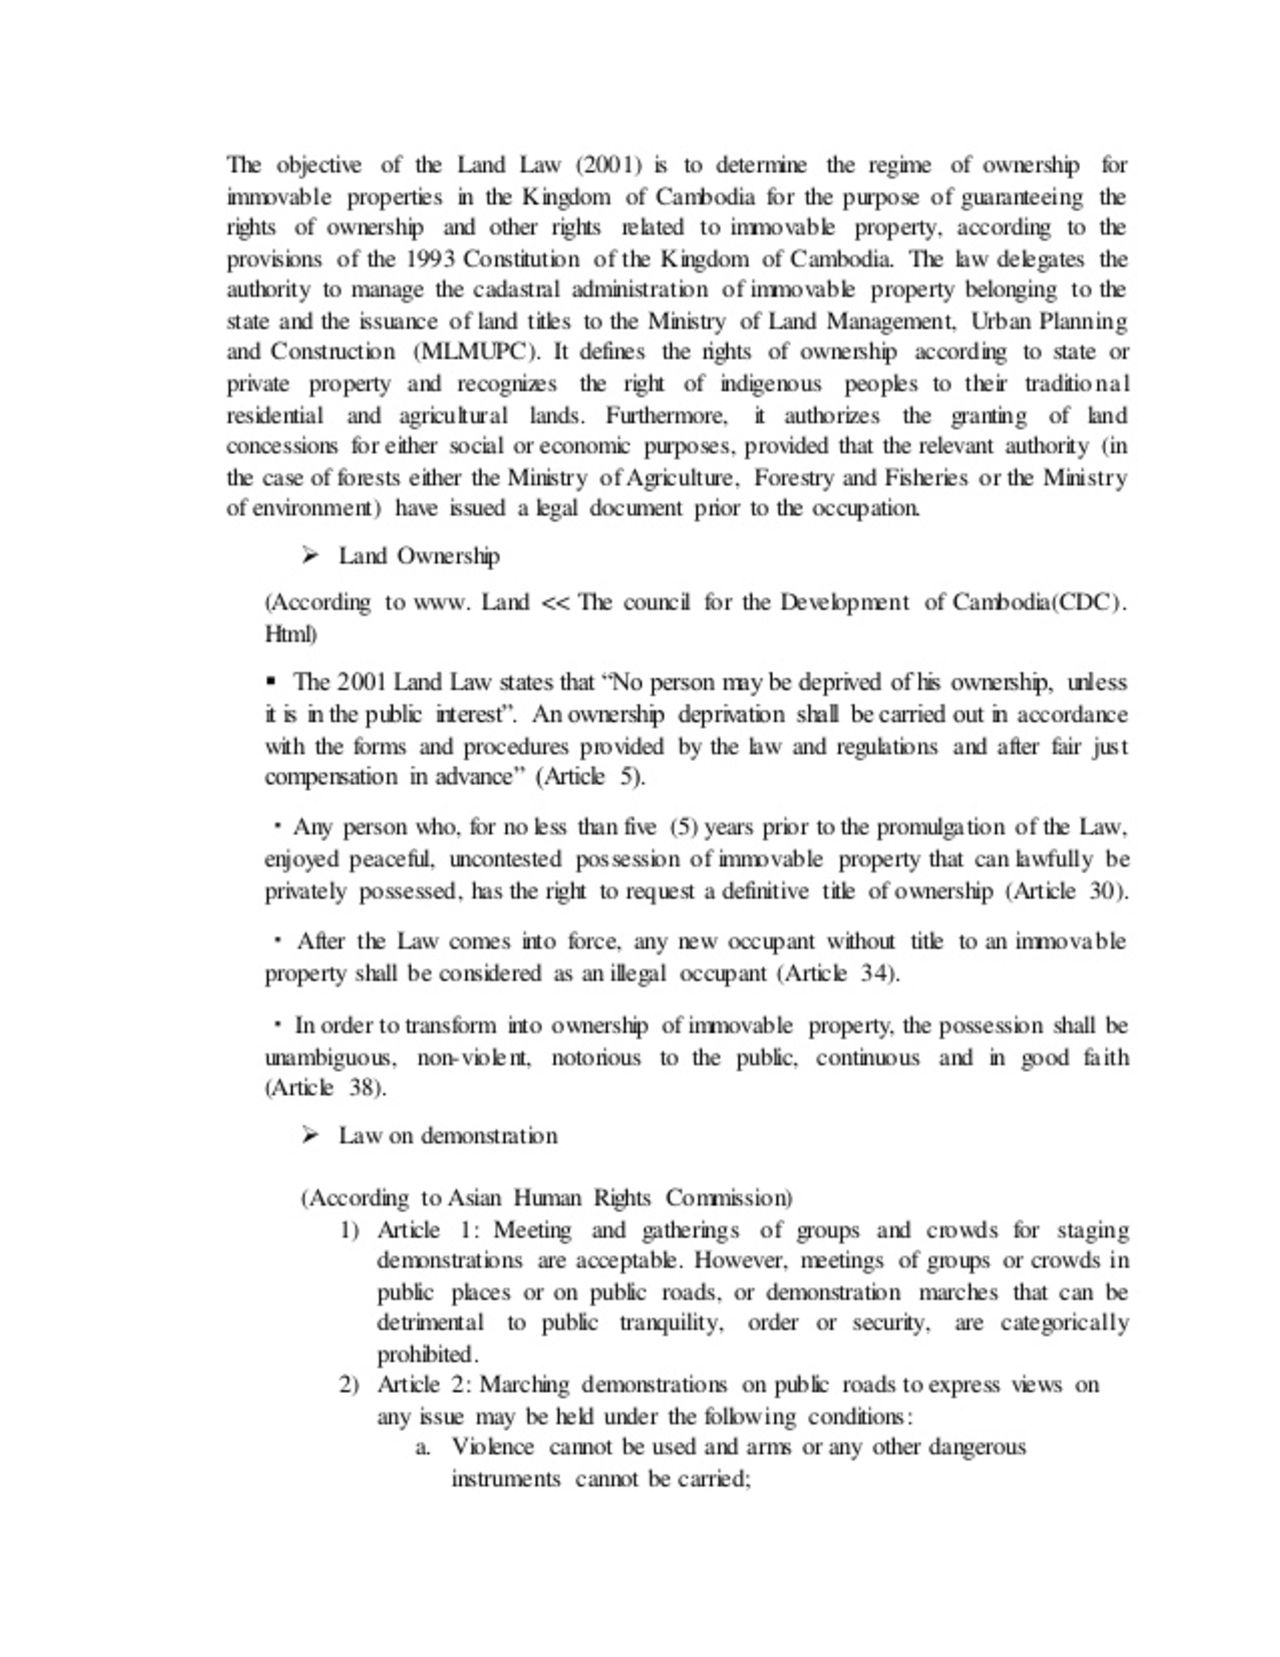 The objective of the Land Law (2001) is to determine the regime of ownership for
immovable properties in the Kingdom of Cambodia for the purpose of guaranteeing the
rights of ownership and other rights related to immovable property, according to the
provisions of the 1993 Constitution of the Kingdom of Cambodia. The law delegates the
authority to manage the cadastral administration of immovable property belonging to the
state and the issuance of land titles to the Ministry of Land Management, Urban Planning
and Construction (MLMUPC). It defines the rights of ownership according to state or
private property and recognizes the right of indigenous peoples to their traditional
residential and agricultural lands. Furthermore, it authorizes the granting of land
concessions for either social or economic purposes, provided that the relevant authority (in
the case of forests either the Ministry of Agriculture, Forestry and Fisheries or the Ministry
of environment) have issued a legal document prior to the occupation.
➢ Land Ownership
(According to www. Land << The council for the Development of Cambodia(CDC).
Html)
▪ The 2001 Land Law states that “No person may be deprived of his ownership, unless
it is in the public interest”. An ownership deprivation shall be carried out in accordance
with the forms and procedures provided by the law and regulations and after fair just
compensation in advance” (Article 5).
・Any person who, for no less than five (5) years prior to the promulgation of the Law,
enjoyed peaceful, uncontested possession of immovable property that can lawfully be
privately possessed, has the right to request a definitive title of ownership (Article 30).
・After the Law comes into force, any new occupant without title to an immovable
property shall be considered as an illegal occupant (Article 34).
・In order to transform into ownership of immovable property, the possession shall be
unambiguous, non-violent, notorious to the public, continuous and in good faith
(Article 38).
➢ Law on demonstration
(According to Asian Human Rights Commission)
1) Article 1: Meeting and gatherings of groups and crowds for staging
demonstrations are acceptable. However, meetings of groups or crowds in
public places or on public roads, or demonstration marches that can be
detrimental to public tranquility, order or security, are categorically
prohibited.
2) Article 2: Marching demonstrations on public roads to express views on
any issue may be held under the following conditions:
a. Violence cannot be used and arms or any other dangerous
instruments cannot be carried;